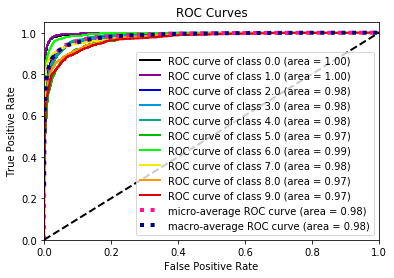 ROC Curves
True Positive Rate
1.0
0.8
0.6
0.4
0.2
0.0
ROC curve of class 0.0 (area = 1.00)
ROC curve of class 1.0 (area = 1.00)
ROC curve of class 2.0 (area = 0.98)
ROC curve of class 3.0 (area = 0.98)
ROC curve of class 4.0 (area = 0.98)
ROC curve of class 5.0 (area = 0.97)
ROC curve of class 6.0 (area = 0.99)
ROC curve of class 7.0 (area = 0.98)
ROC curve of class 8.0 (area = 0.97)
ROC curve of class 9.0 (area = 0.97)
micro-average ROC curve (area = 0.98)
macro-average ROC curve (area = 0.98)
0.0 0.2 0.4 0.6 0.8 1.0
False Positive Rate